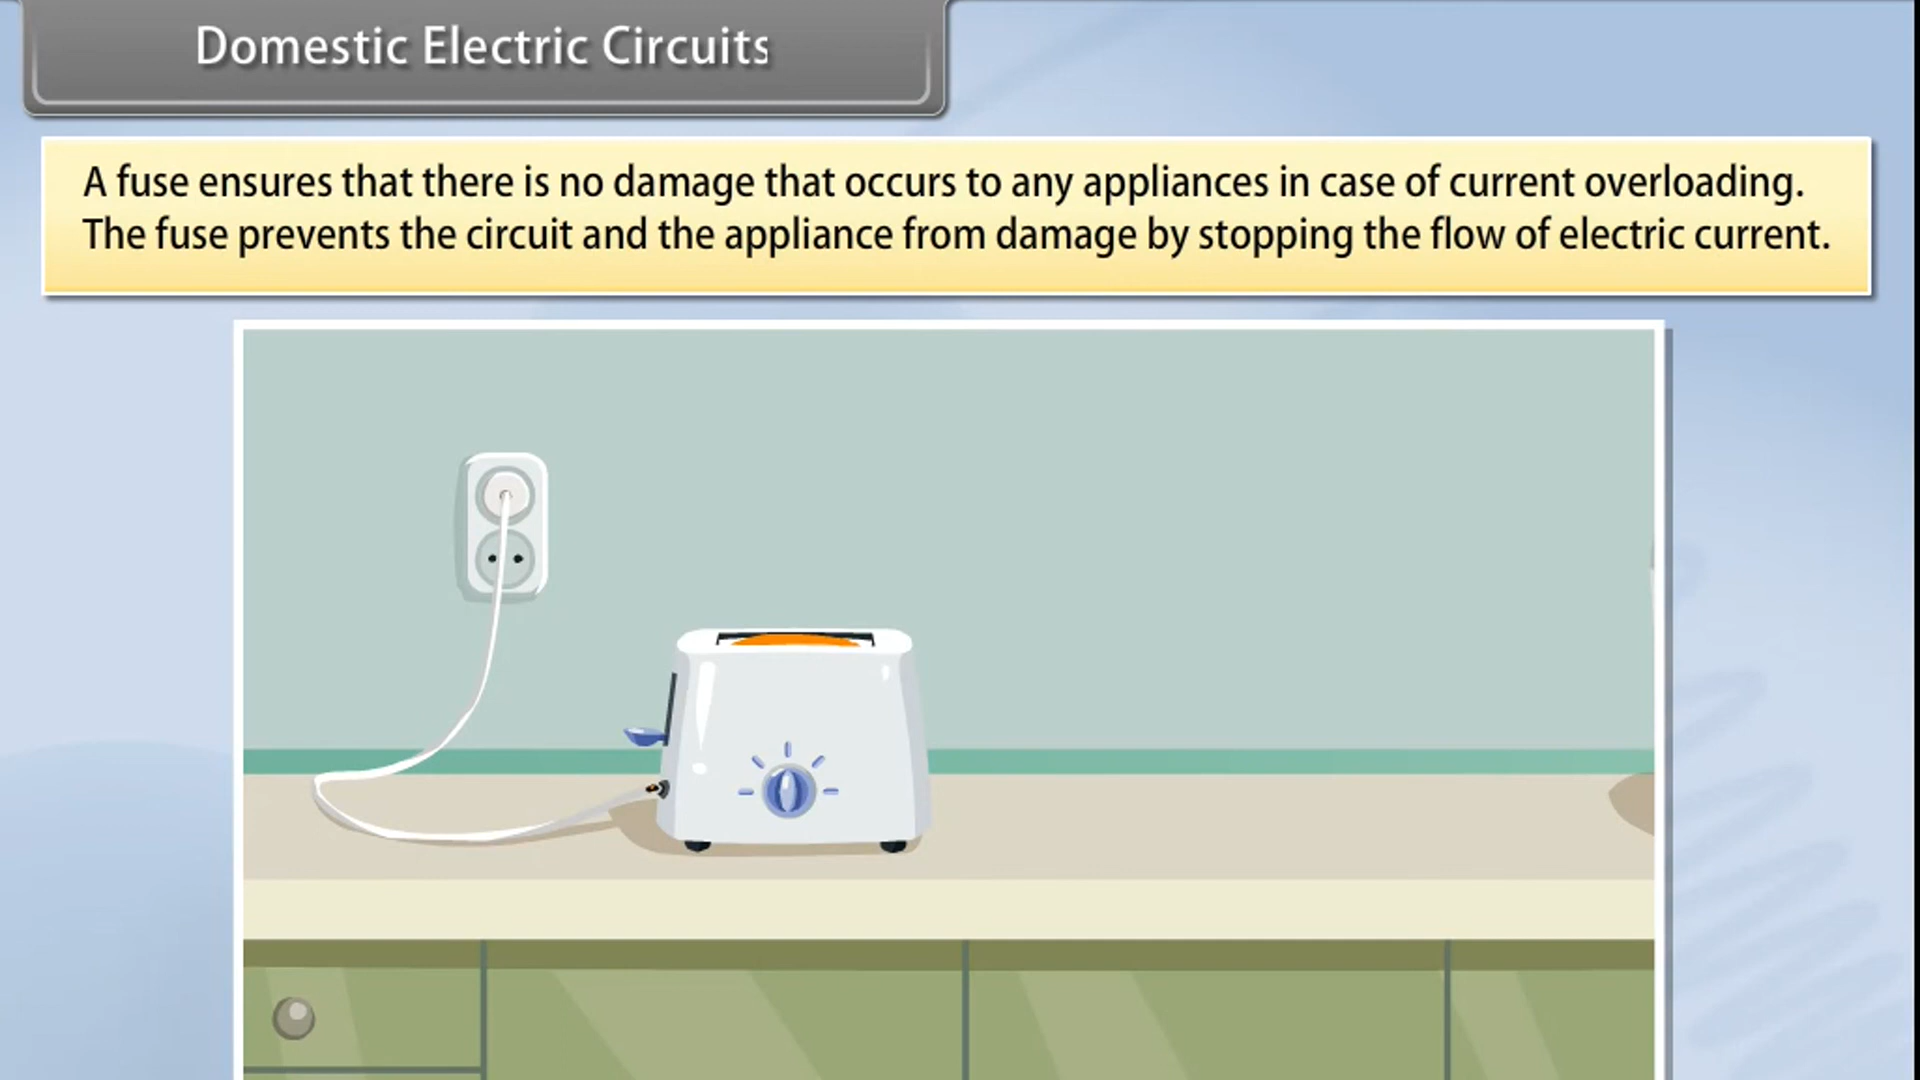 Domestic Electric Circuits
A fuse ensures that there is no damage that occurs to any appliances in case of current overloading.
The fuse prevents the circuit and the appliance from damage by stopping the flow of electric current.